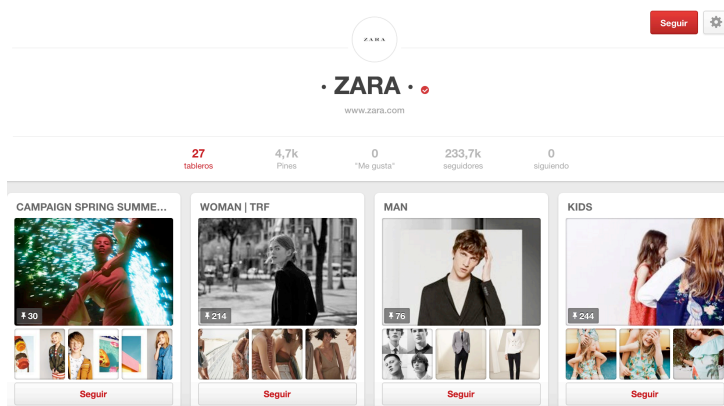 Seguir
ZARA
· ZARA ·
www.zara.com
27
tableros
4,7k
Pines
0
"Me gusta"
233,7k
seguidores
0
siguiendo
CAMPAIGN SPRING SUMME...
30
Seguir
WOMAN | TRF
214
Seguir
MAN
76
Seguir
KIDS
244
Seguir